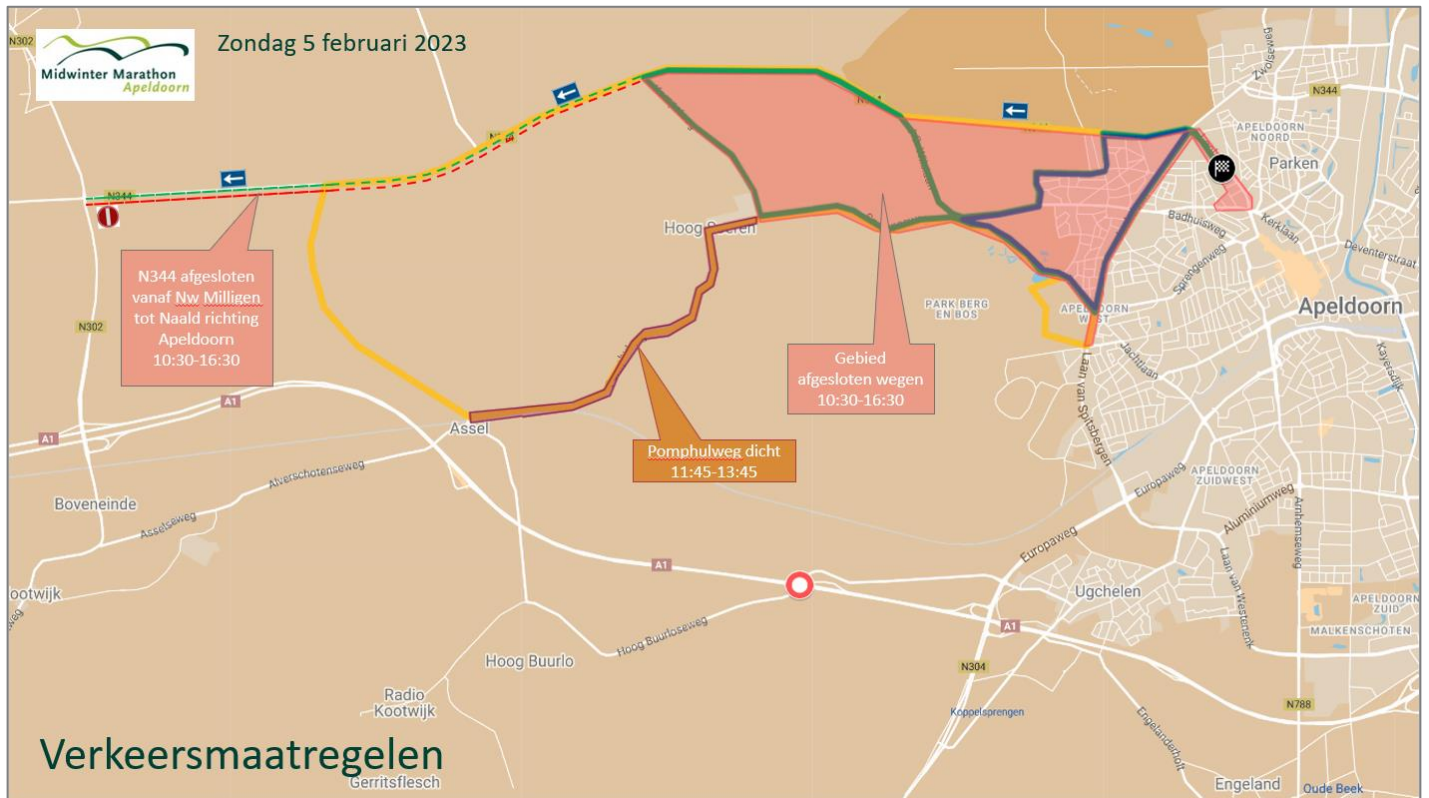 N302
Midwinter Marathon
Apeldoorn
Zondag 5 februari 2023
N344
APELDOORN
NOORD
Parken
N344
Badhuisweg
Kerklaan
Sprengenweg
Deventerstraat
N344 afgesloten
vanaf Nw Milligen
tot Naald richting
Apeldoorn
10:30-16:30
N302
PARK BERG
EN BOS
Apeldoorn
Gebied
afgesloten wegen
10:30-16:30
Jachtlaan
Kayersdijk
Laan van Spitsbergen
A1
A1
Assel
Pomphulweg dicht
11:45-13:45
Alverschotenseweg
Europaweg
APELDOORN
ZUIDWEST
Aluminiumweg
Arnhemseweg
Boveneinde
Asselseweg
Europaweg
Laan van Westenenk
A1
ootwijk
weg
Ugchelen
APELDOORN
ZUID
MALKENSCHOTEN
A1
Hoog Buurloseweg
Hoog Buurlo
N304
Radio
Kootwijk
Koppelsprengen
N788
Engelanderholt
Verkeersmaatregelen
Gerritsflesch
Engeland
Oude Beek